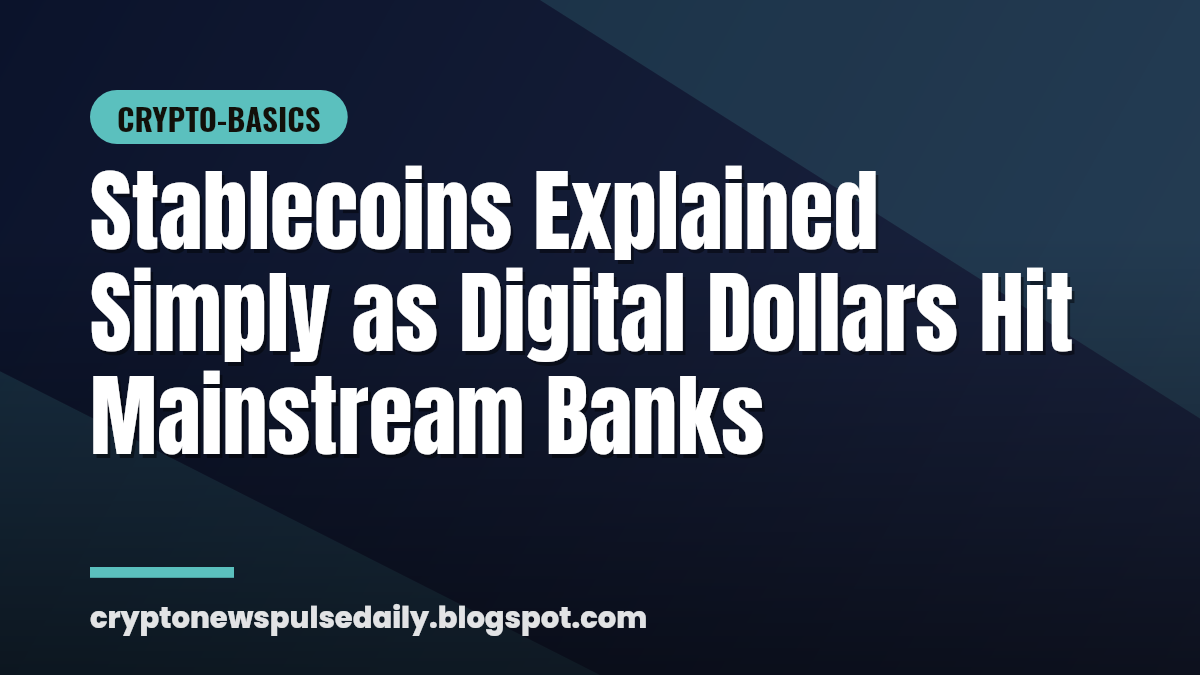 CRYPTO-BASICS
Stablecoins Explained
Simply as Digital Dollars Hit
Mainstream Banks
cryptonewspulsedaily.blogspot.com